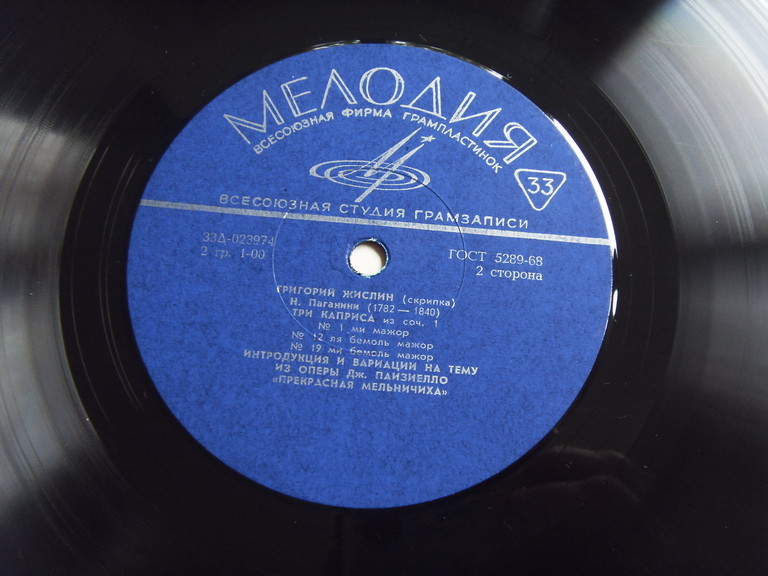 МЕЛОДИЯ
ВСЕСОЮЗНАЯ ФИРМА ГРАМПЛАСТИНОК
33
ВСЕСОЮЗНАЯ СТУДИЯ ГРАМЗАПИСИ
33Д-023974 ГОСТ 5289-68
2 гр. 1-00 2 сторона
ГРИГОРИЙ ЖИСЛИН (скрипка)
Н. Паганини (1782 — 1840)
ТРИ КАПРИСА из соч. 1
№ 1 ми мажор
№ 12 ля бемоль мажор
№ 19 ми бемоль мажор
ИНТРОДУКЦИЯ И ВАРИАЦИИ НА ТЕМУ
ИЗ ОПЕРЫ Дж. ПАИЗИЕЛЛО
«ПРЕКРАСНАЯ МЕЛЬНИЧИХА»